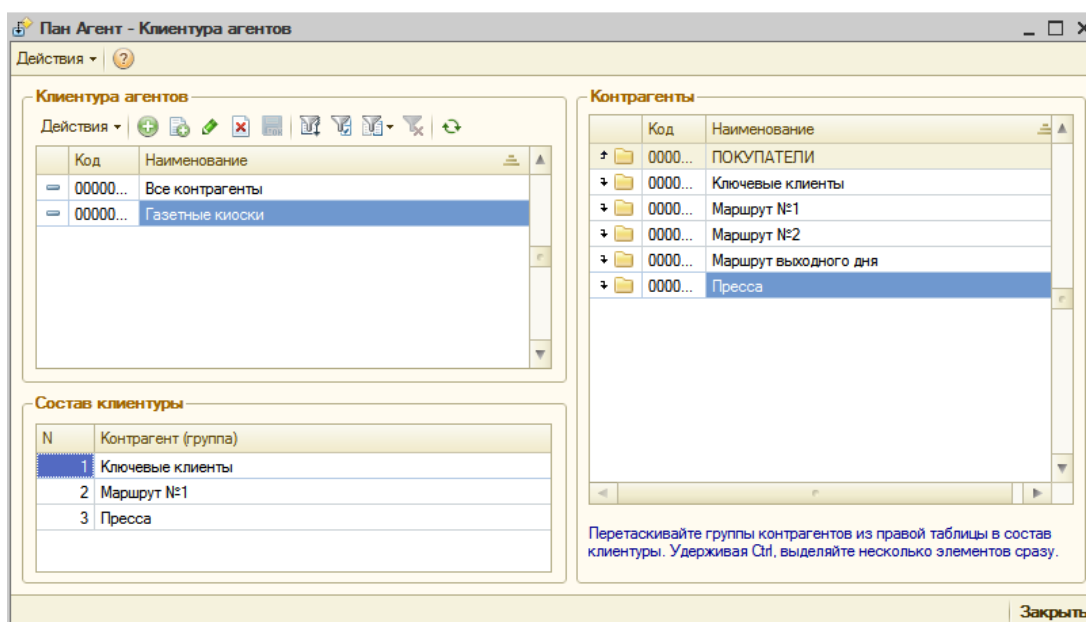 Пан Агент - Клиентура агентов
Действия
Клиентура агентов
Действия
Код Наименование
00000... Все контрагенты
00000... Газетные киоски
Состав клиентуры
N Контрагент (группа)
1 Ключевые клиенты
2 Маршрут №1
3 Пресса
Контрагенты
Код Наименование
0000... ПОКУПАТЕЛИ
0000... Ключевые клиенты
0000... Маршрут №1
0000... Маршрут №2
0000... Маршрут выходного дня
0000... Пресса
Перетаскивайте группы контрагентов из правой таблицы в состав
клиентуры. Удерживая Ctrl, выделяйте несколько элементов сразу.
Закрыть